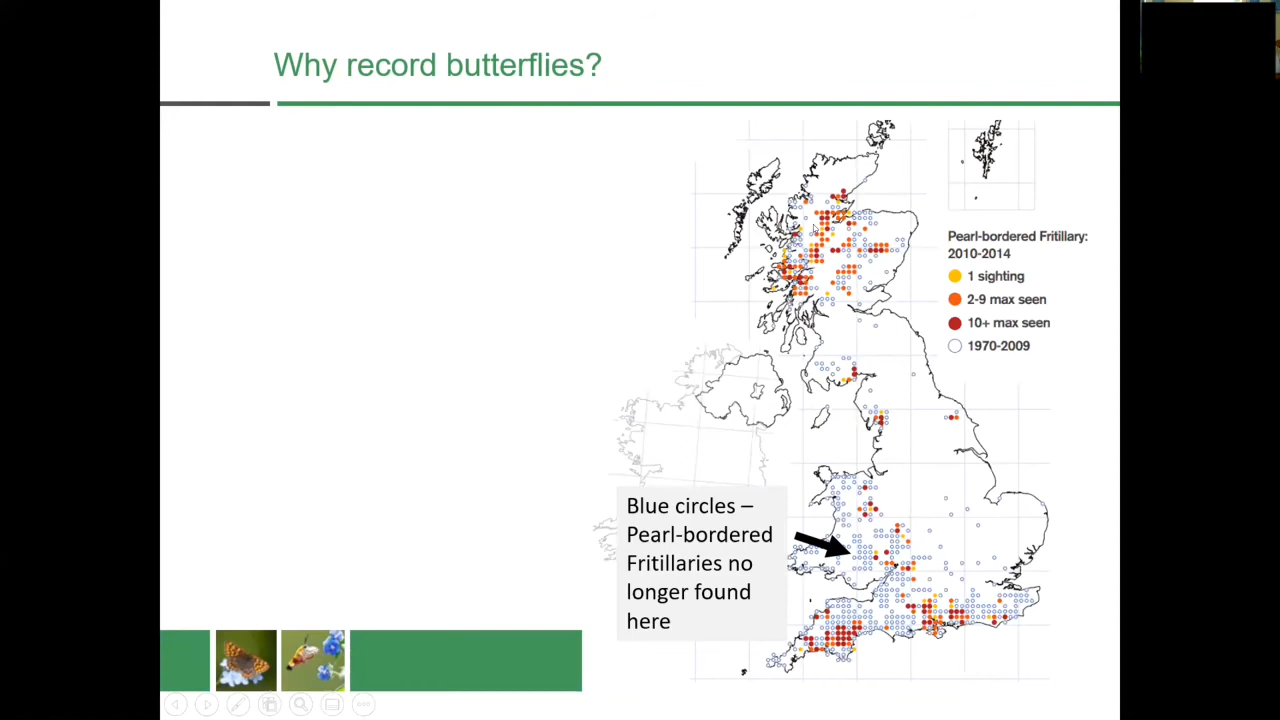 Why record butterflies?
Pearl-bordered Fritillary:
2010-2014
1 sighting
2-9 max seen
10+ max seen
1970-2009
Blue circles –
Pearl-bordered
Fritillaries no
longer found
here